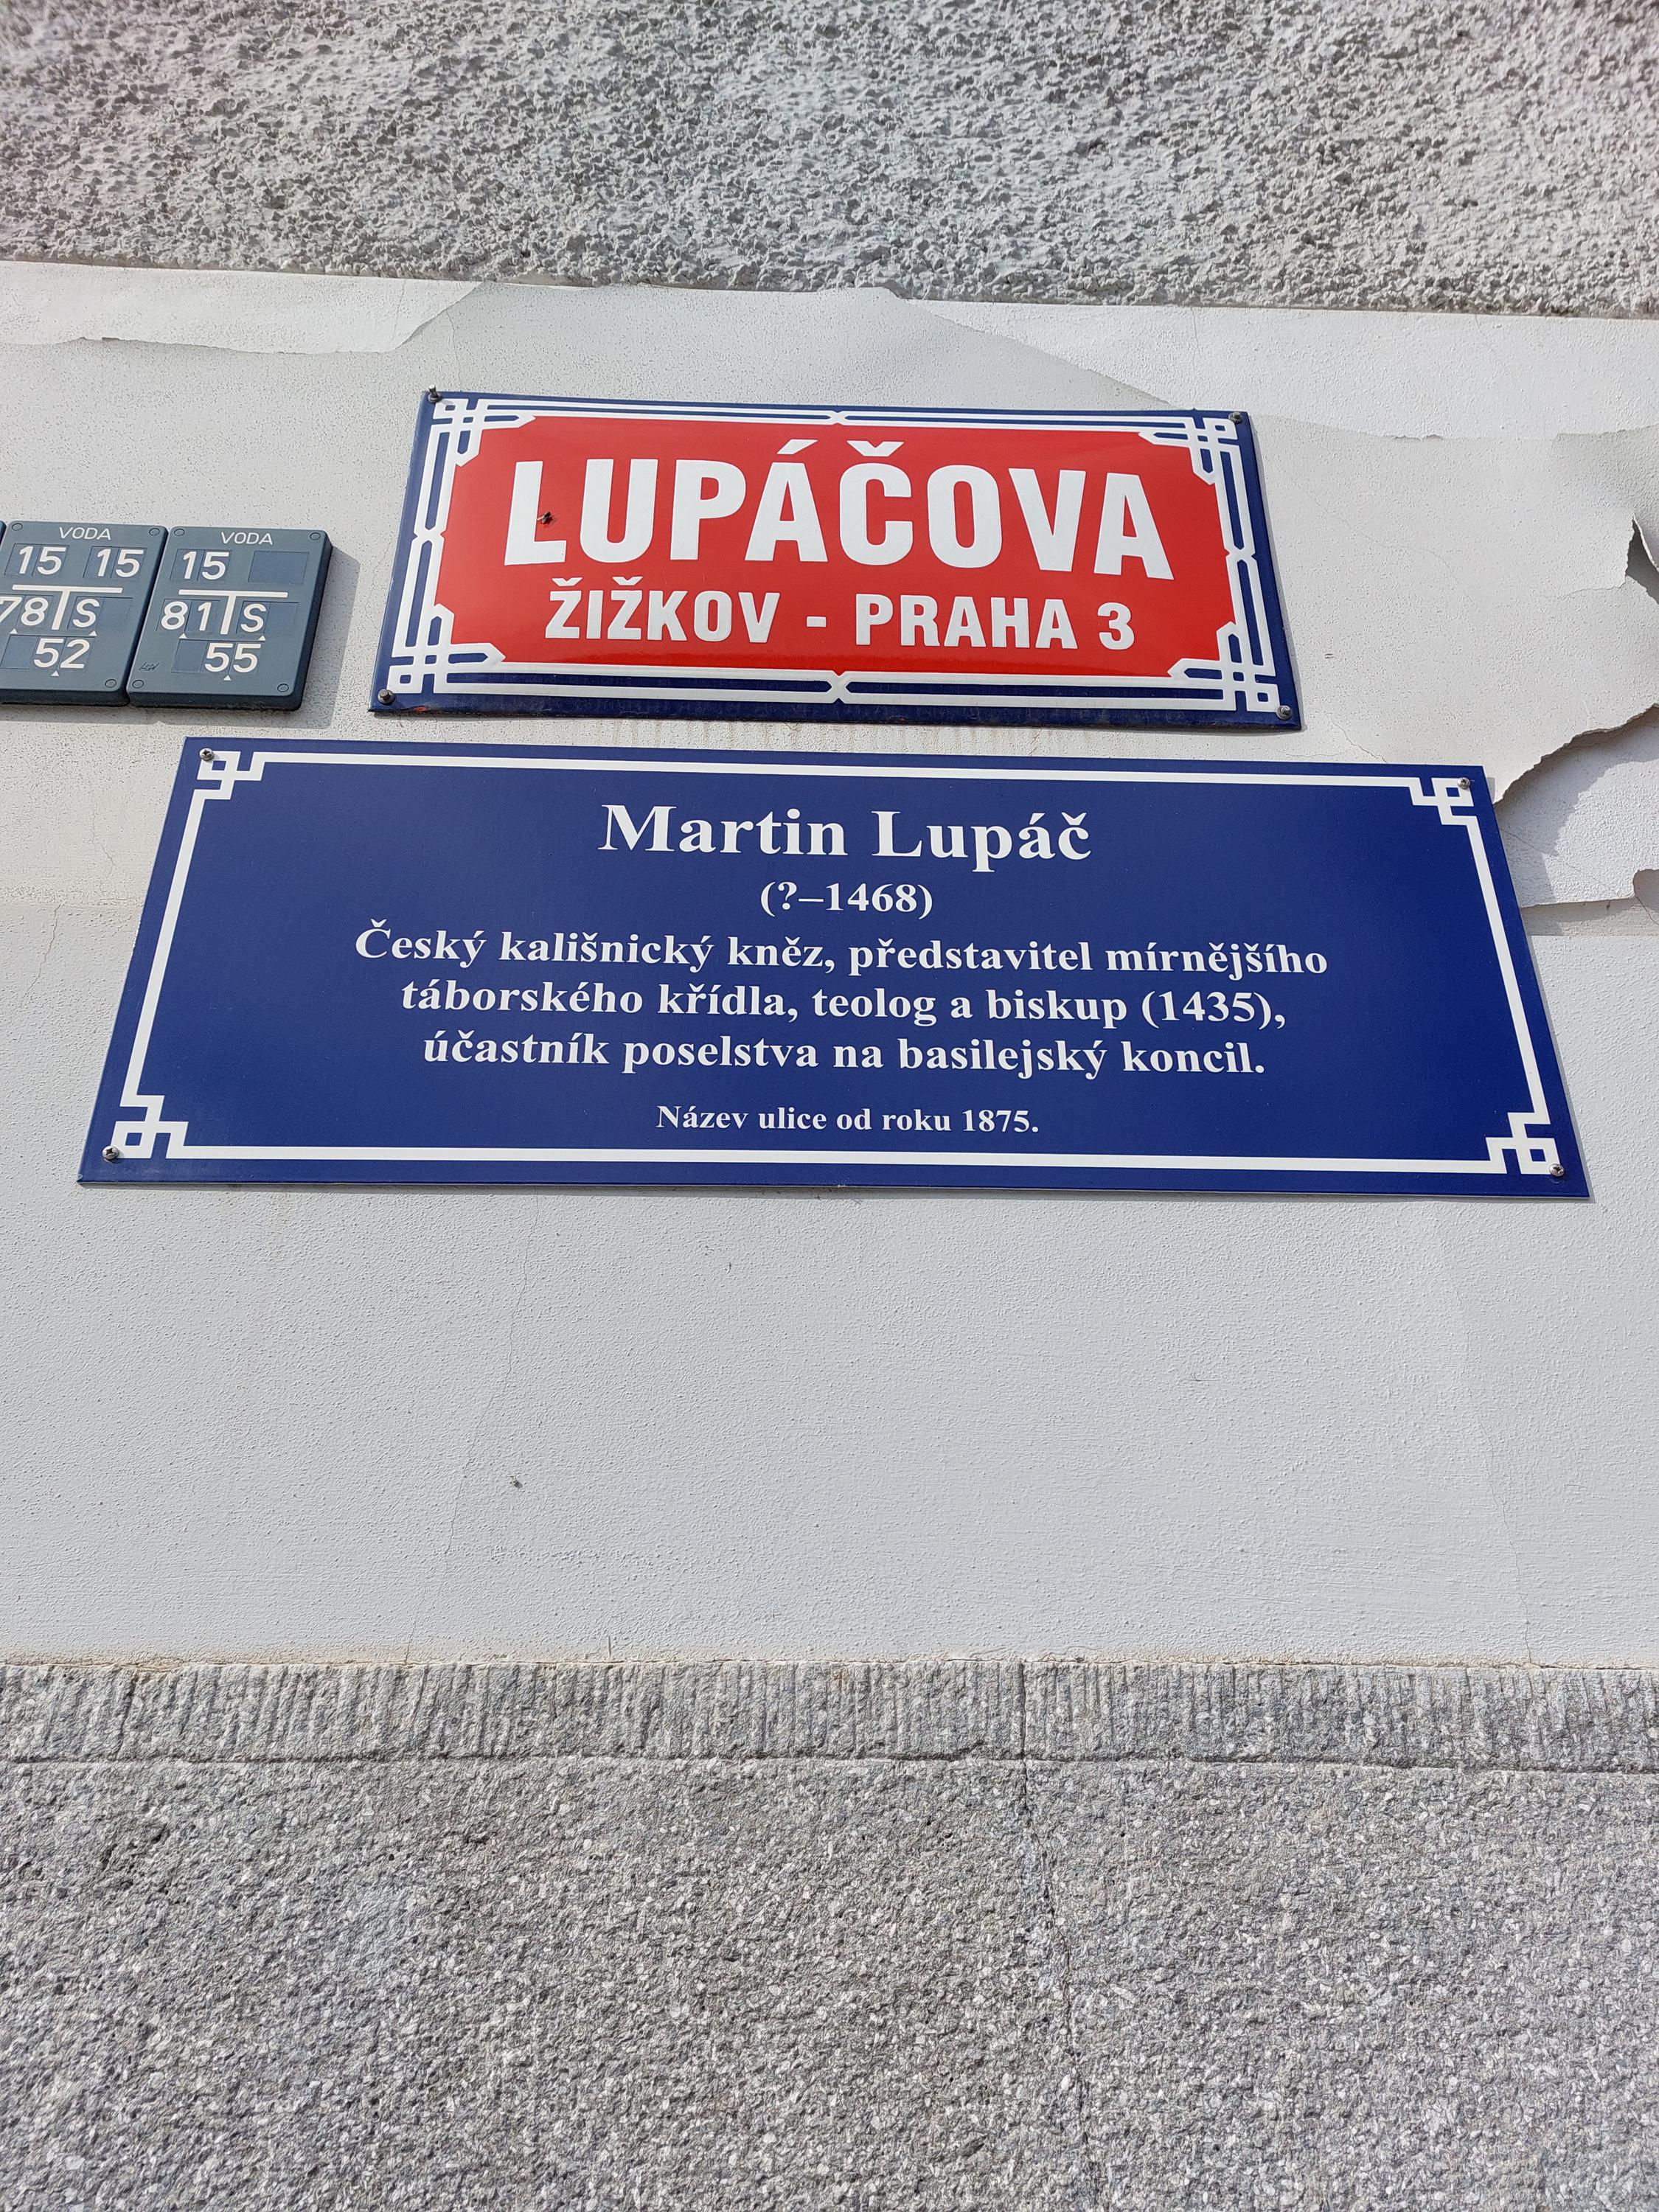 LUPÁČOVA
ŽIŽKOV - PRAHA 3
VODA
15 15
78 T S
52
VODA
15
81 T S
55
Martin Lupáč
(?–1468)
Český kališnický kněz, představitel mírnějšího
táborského křídla, teolog a biskup (1435),
účastník poselstva na basilejský koncil.
Název ulice od roku 1875.